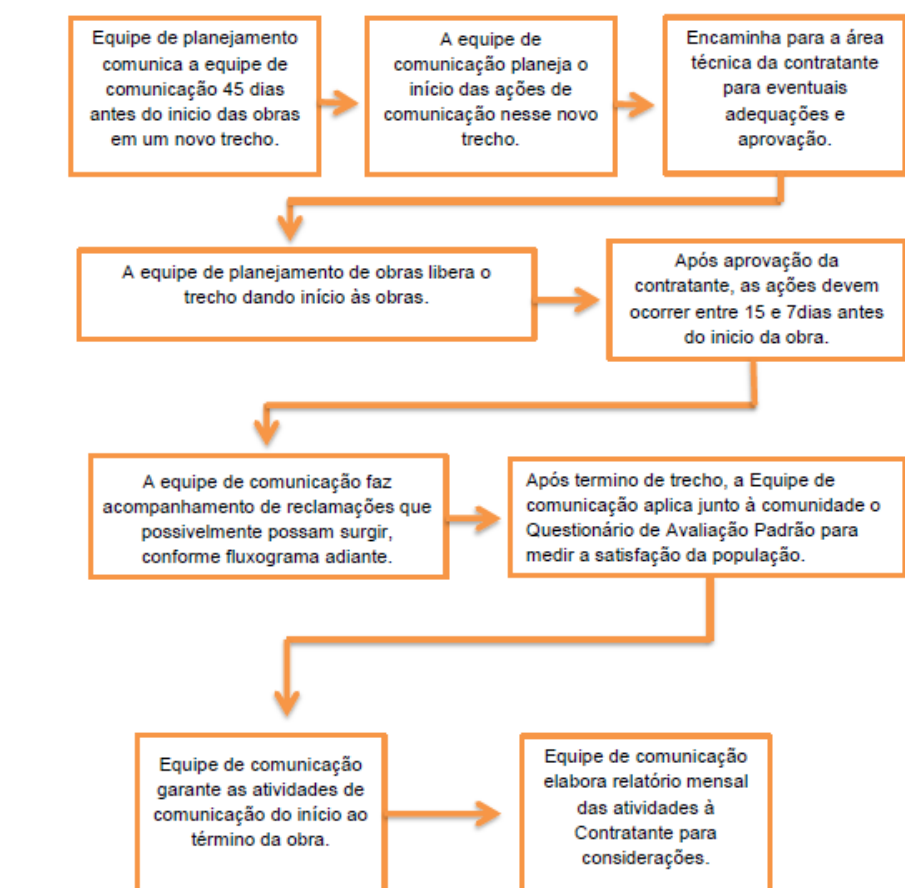 Equipe de planejamento
comunica a equipe de
comunicação 45 dias
antes do inicio das obras
em um novo trecho.
A equipe de
comunicação planeja o
início das ações de
comunicação nesse novo
trecho.
Encaminha para a área
técnica da contratante
para eventuais
adequações e
aprovação.
A equipe de planejamento de obras libera o
trecho dando início às obras.
Após aprovação da
contratante, as ações devem
ocorrer entre 15 e 7dias antes
do inicio da obra.
A equipe de comunicação faz
acompanhamento de reclamações que
possivelmente possam surgir,
conforme fluxograma adiante.
Após termino de trecho, a Equipe de
comunicação aplica junto à comunidade o
Questionário de Avaliação Padrão para
medir a satisfação da população.
Equipe de comunicação
garante as atividades de
comunicação do início ao
término da obra.
Equipe de comunicação
elabora relatório mensal
das atividades à
Contratante para
considerações.